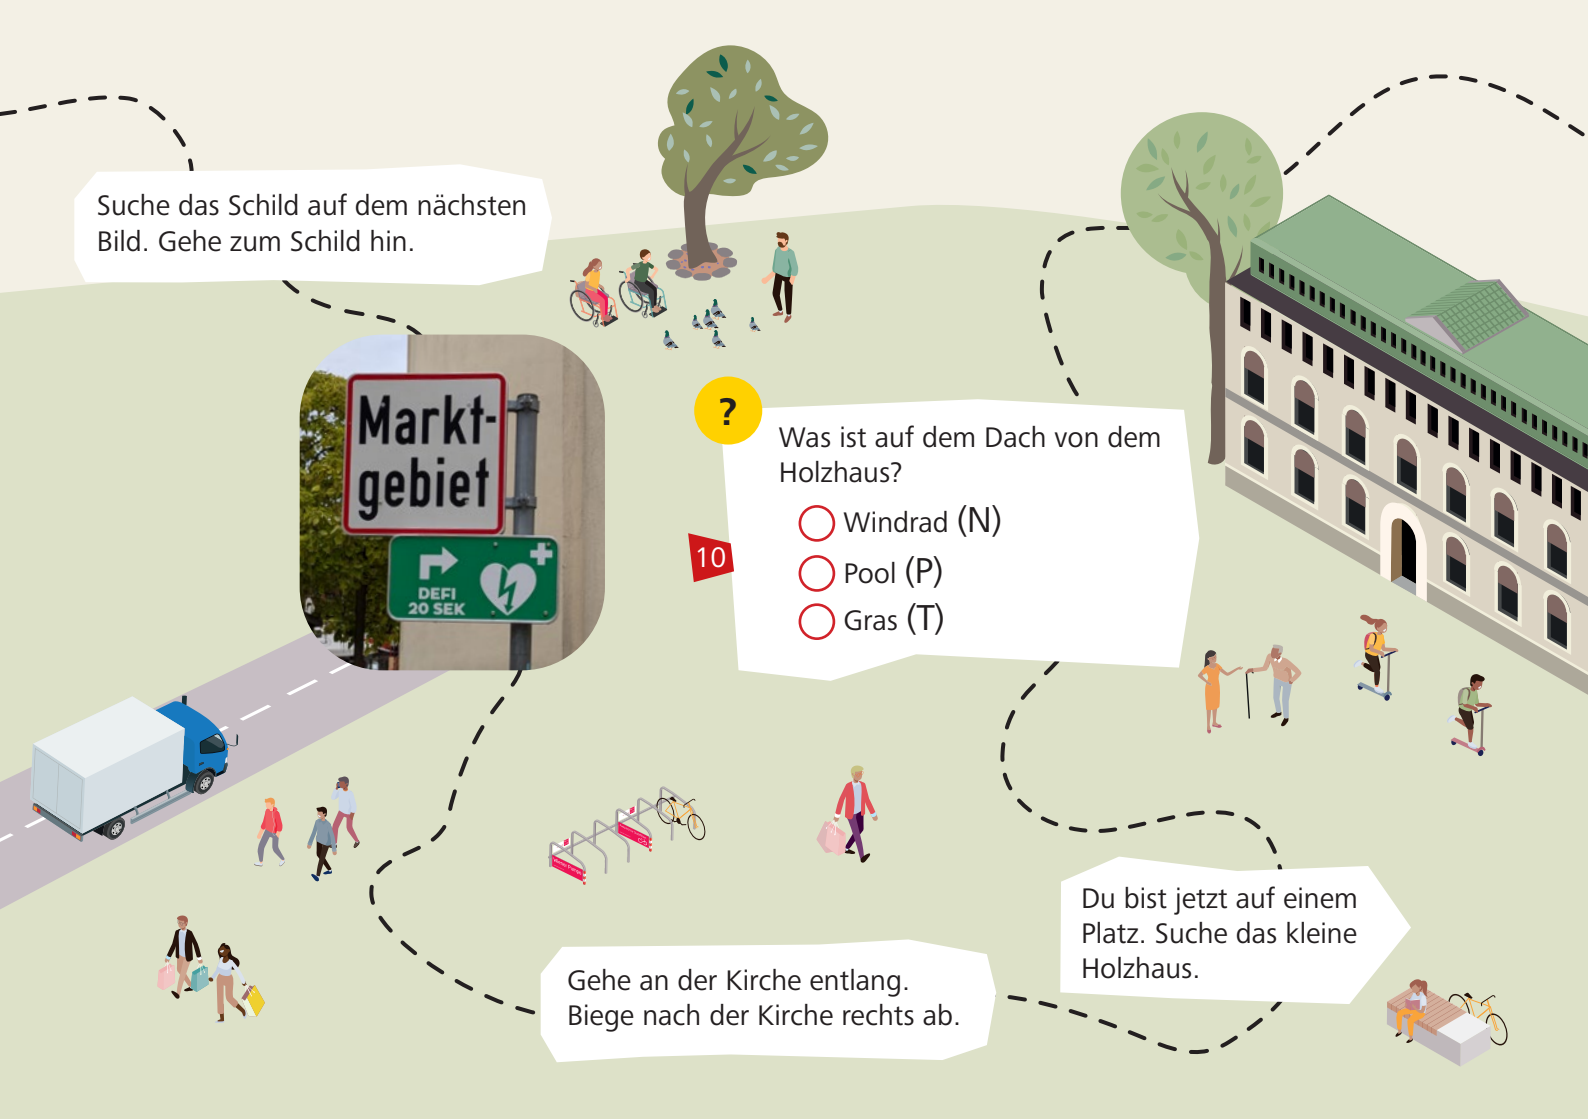 Suche das Schild auf dem nächsten
Bild. Gehe zum Schild hin.
Markt-
gebiet
DEFI
20 SEK
Gehe an der Kirche entlang.
Biege nach der Kirche rechts ab.
Du bist jetzt auf einem
Platz. Suche das kleine
Holzhaus.
?
Was ist auf dem Dach von dem
Holzhaus?
10
Windrad (N)
Pool (P)
Gras (T)